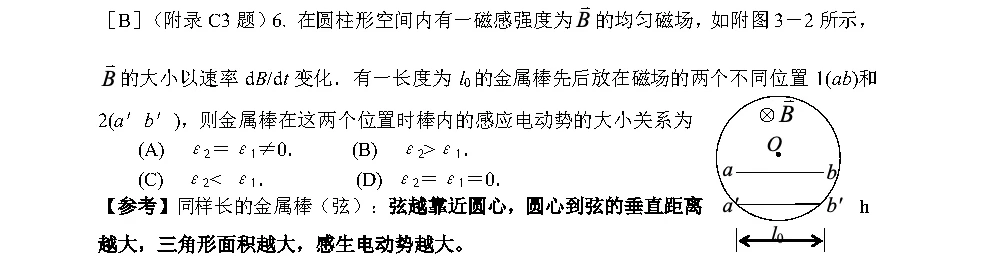 ［B］（附录 C3 题）6. 在圆柱形空间内有一磁感强度为B⃗的均匀磁场，如附图 3－2 所示，
B⃗的大小以速率 dB/dt 变化．有一长度为 l₀的金属棒先后放在磁场的两个不同位置 1(ab)和
2(a′ b′ )，则金属棒在这两个位置时棒内的感应电动势的大小关系为
(A) ε₂＝ε₁≠0. (B) ε₂>ε₁.
(C) ε₂< ε₁. (D) ε₂＝ε₁=0.
【参考】同样长的金属棒（弦）：弦越靠近圆心，圆心到弦的垂直距离 h
越大，三角形面积越大，感生电动势越大。
⊗B⃗
O
a b
a′ b′
l₀